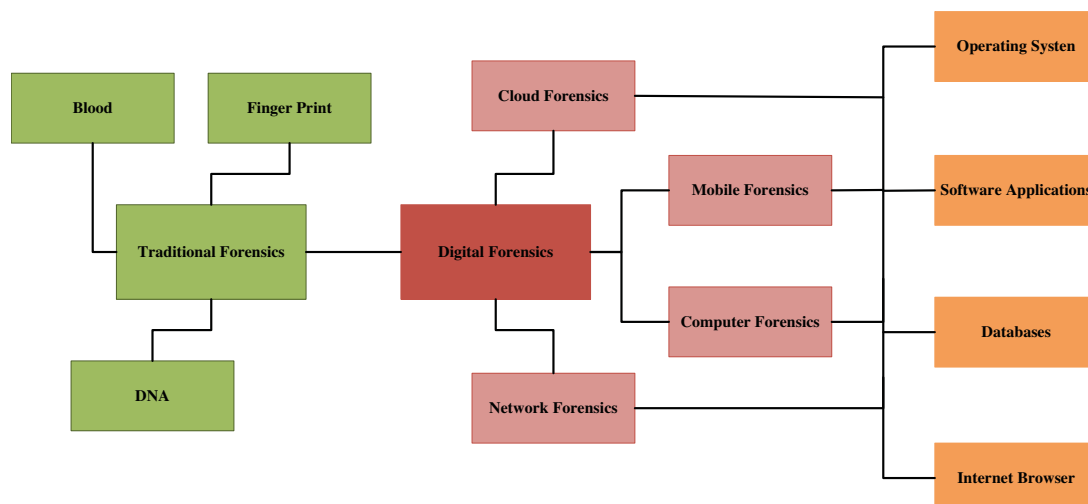 Operating Systen
Cloud Forensics
Blood
Finger Print
Mobile Forensics
Software Applications
Traditional Forensics
Digital Forensics
Computer Forensics
Databases
DNA
Network Forensics
Internet Browser